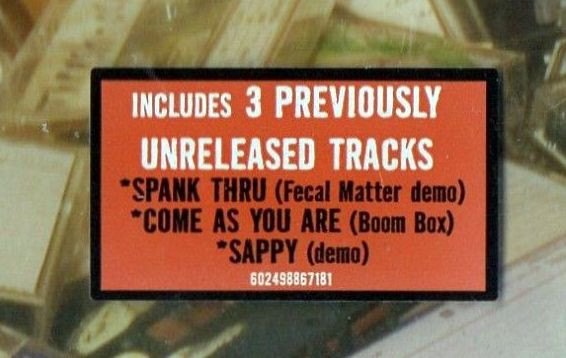 INCLUDES 3 PREVIOUSLY
UNRELEASED TRACKS
*SPANK THRU (Fecal Matter demo)
*COME AS YOU ARE (Boom Box)
*SAPPY (demo)
602498867181